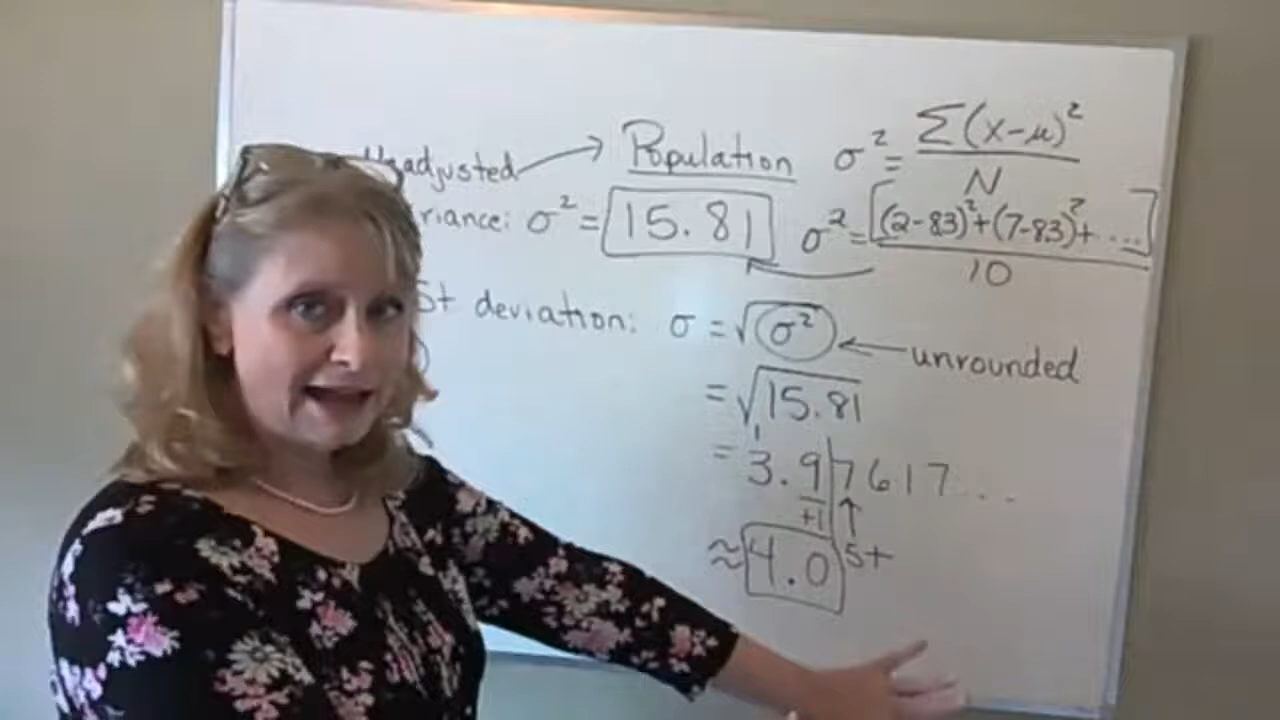 Unadjusted → Population σ² = Σ(x-μ)² / N
riance: σ² = 15.81 σ² = [(2-8.3)²+(7-8.3)²+...] / 10
St deviation: σ = √σ² ← unrounded
= √15.81
= 3.9|7617...
+1 ↑
≈ 4.0 5+